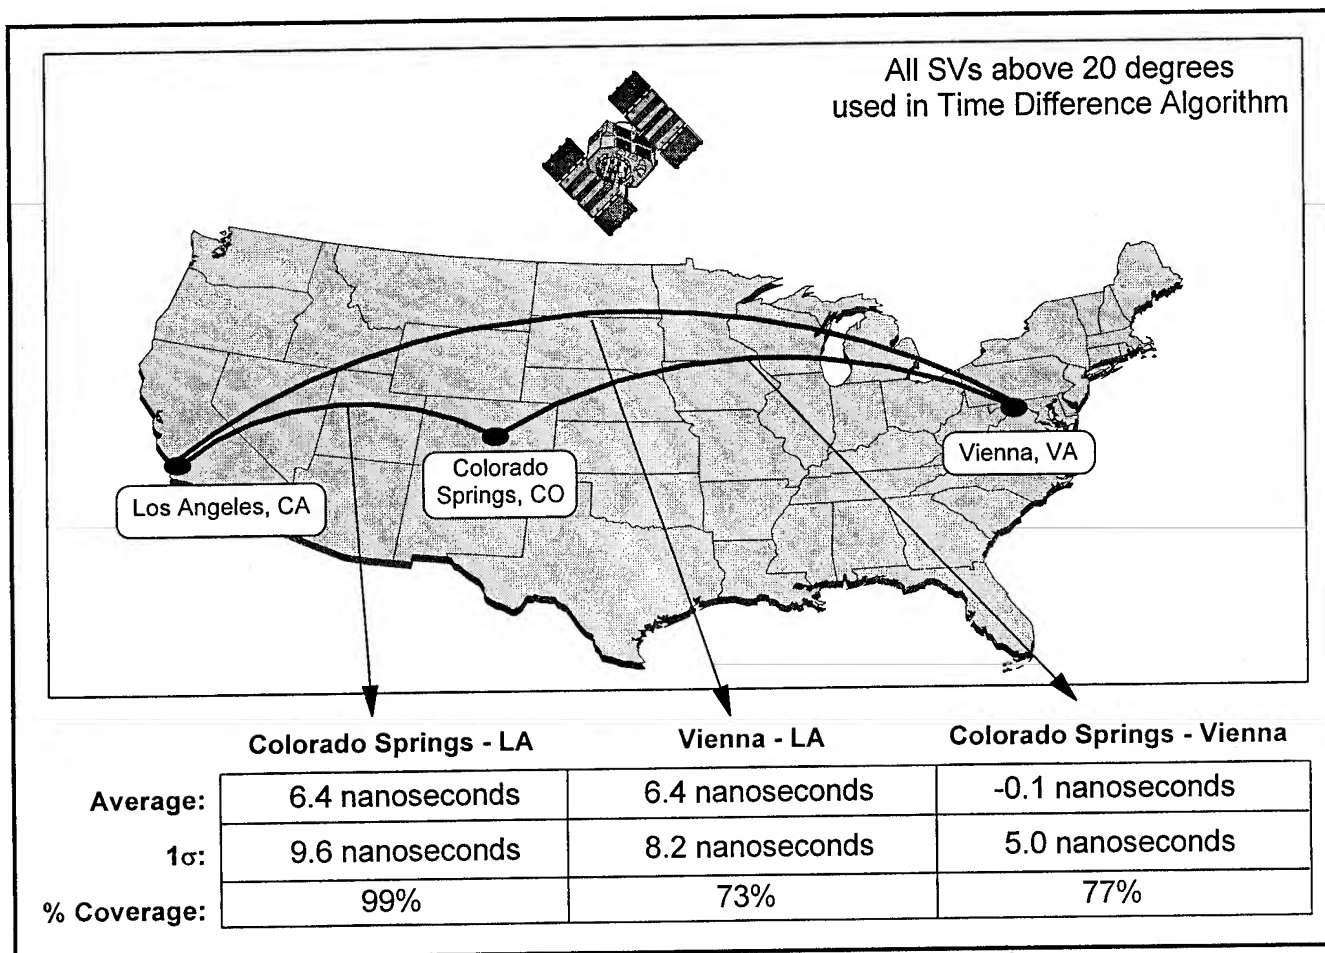 All SVs above 20 degrees
used in Time Difference Algorithm
Los Angeles, CA
Colorado
Springs, CO
Vienna, VA
Colorado Springs - LA
Vienna - LA
Colorado Springs - Vienna
Average:
6.4 nanoseconds
6.4 nanoseconds
-0.1 nanoseconds
1σ:
9.6 nanoseconds
8.2 nanoseconds
5.0 nanoseconds
% Coverage:
99%
73%
77%